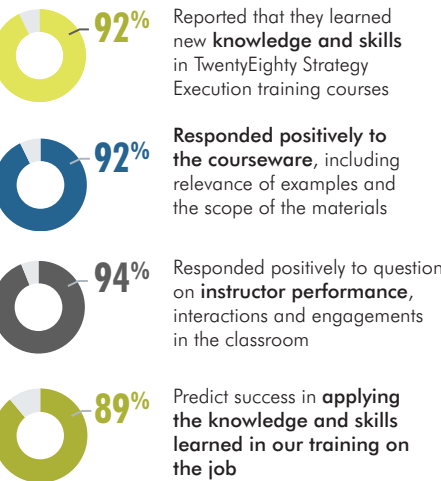 92%
Reported that they learned
new knowledge and skills
in TwentyEighty Strategy
Execution training courses
92%
Responded positively to
the courseware, including
relevance of examples and
the scope of the materials
94%
Responded positively to question
on instructor performance,
interactions and engagements
in the classroom
89%
Predict success in applying
the knowledge and skills
learned in our training on
the job